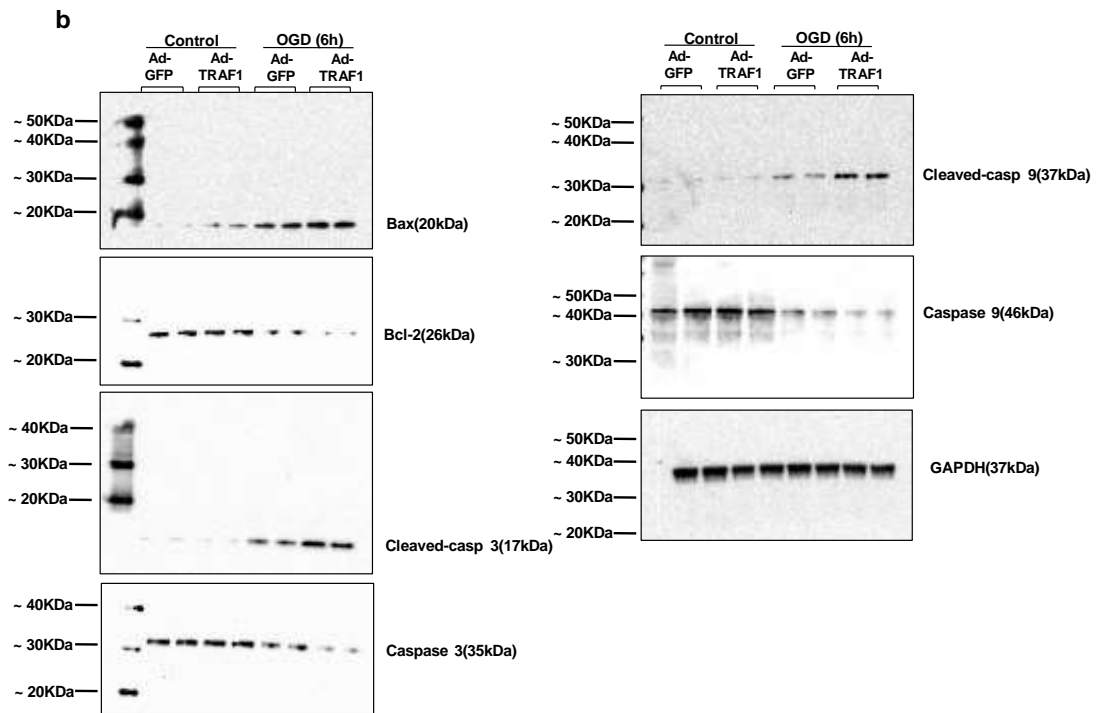 b
Control OGD (6h)
Ad-GFP Ad-TRAF1 Ad-GFP Ad-TRAF1
~ 50KDa
~ 40KDa
~ 30KDa
~ 20KDa
Bax(20kDa)
~ 30KDa
Bcl-2(26kDa)
~ 20KDa
~ 40KDa
~ 30KDa
~ 20KDa
Cleaved-casp 3(17kDa)
~ 40KDa
~ 30KDa
Caspase 3(35kDa)
~ 20KDa
Control OGD (6h)
Ad-GFP Ad-TRAF1 Ad-GFP Ad-TRAF1
~ 50KDa
~ 40KDa
Cleaved-casp 9(37kDa)
~ 30KDa
~ 20KDa
~ 50KDa
~ 40KDa
Caspase 9(46kDa)
~ 30KDa
~ 50KDa
~ 40KDa
GAPDH(37kDa)
~ 30KDa
~ 20KDa